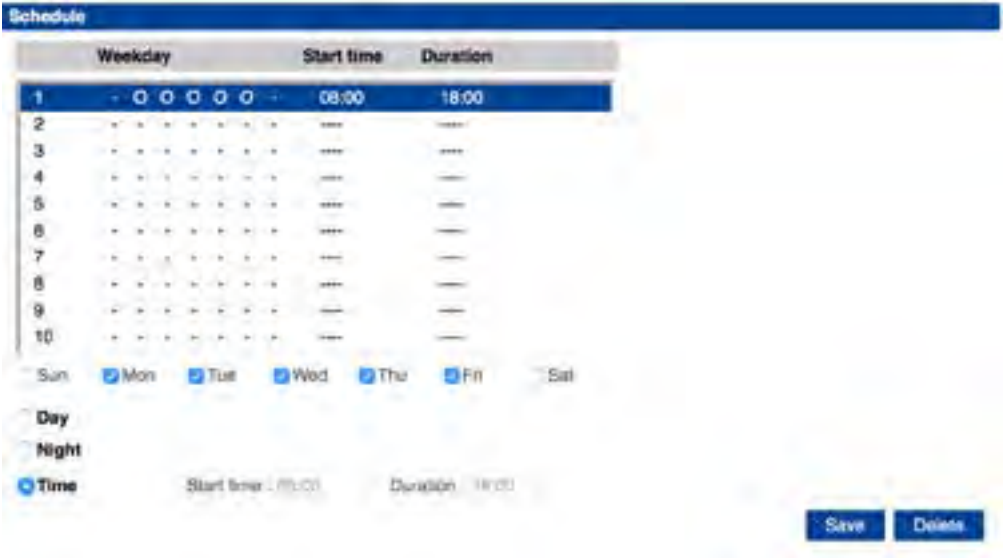 Schedule
Weekday Start time Duration
1 - O O O O O - 08:00 18:00
2 - - - - - - - ---- ----
3 - - - - - - - ---- ----
4 - - - - - - - ---- ----
5 - - - - - - - ---- ----
6 - - - - - - - ---- ----
7 - - - - - - - ---- ----
8 - - - - - - - ---- ----
9 - - - - - - - ---- ----
10 - - - - - - - ---- ----
Sun Mon Tue Wed Thu Fri Sat
Day
Night
Time Start time : Duration :
Save Delete